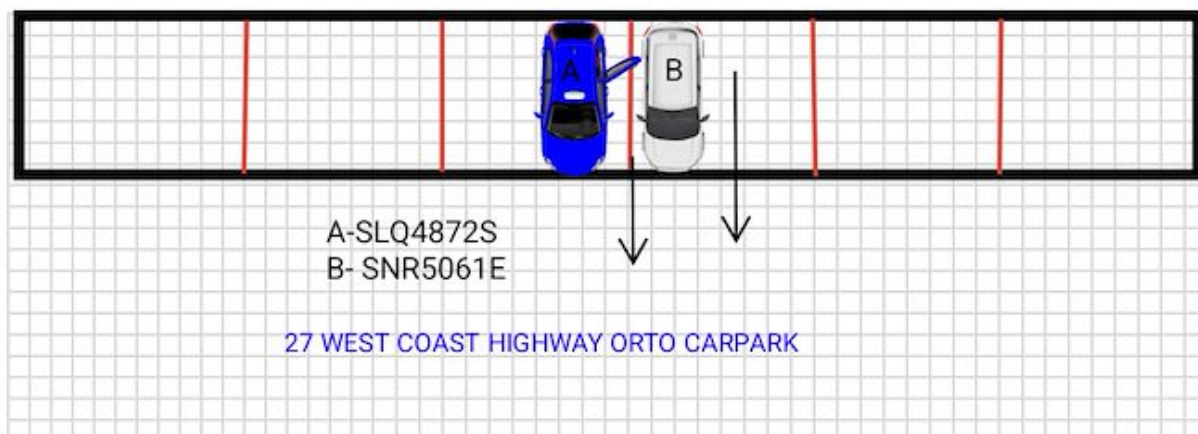 A
B
A-SLQ4872S
B- SNR5061E
27 WEST COAST HIGHWAY ORTO CARPARK